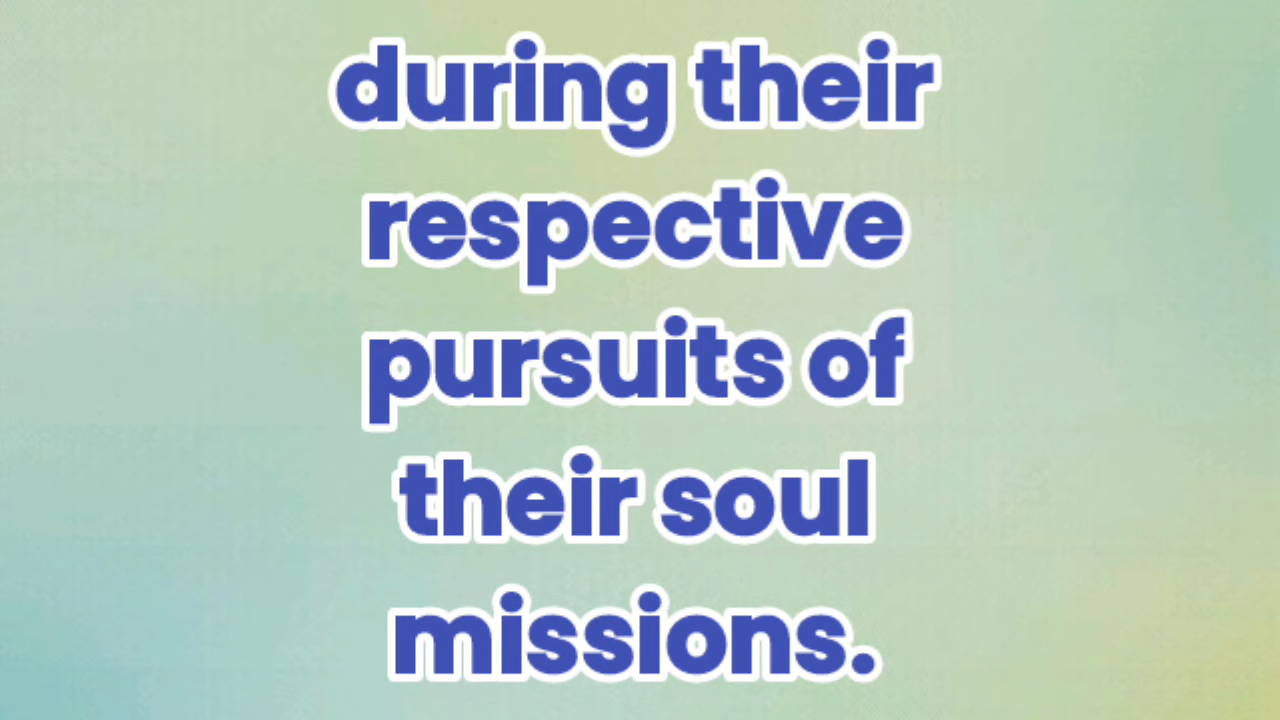 during their
respective
pursuits of
their soul
missions.